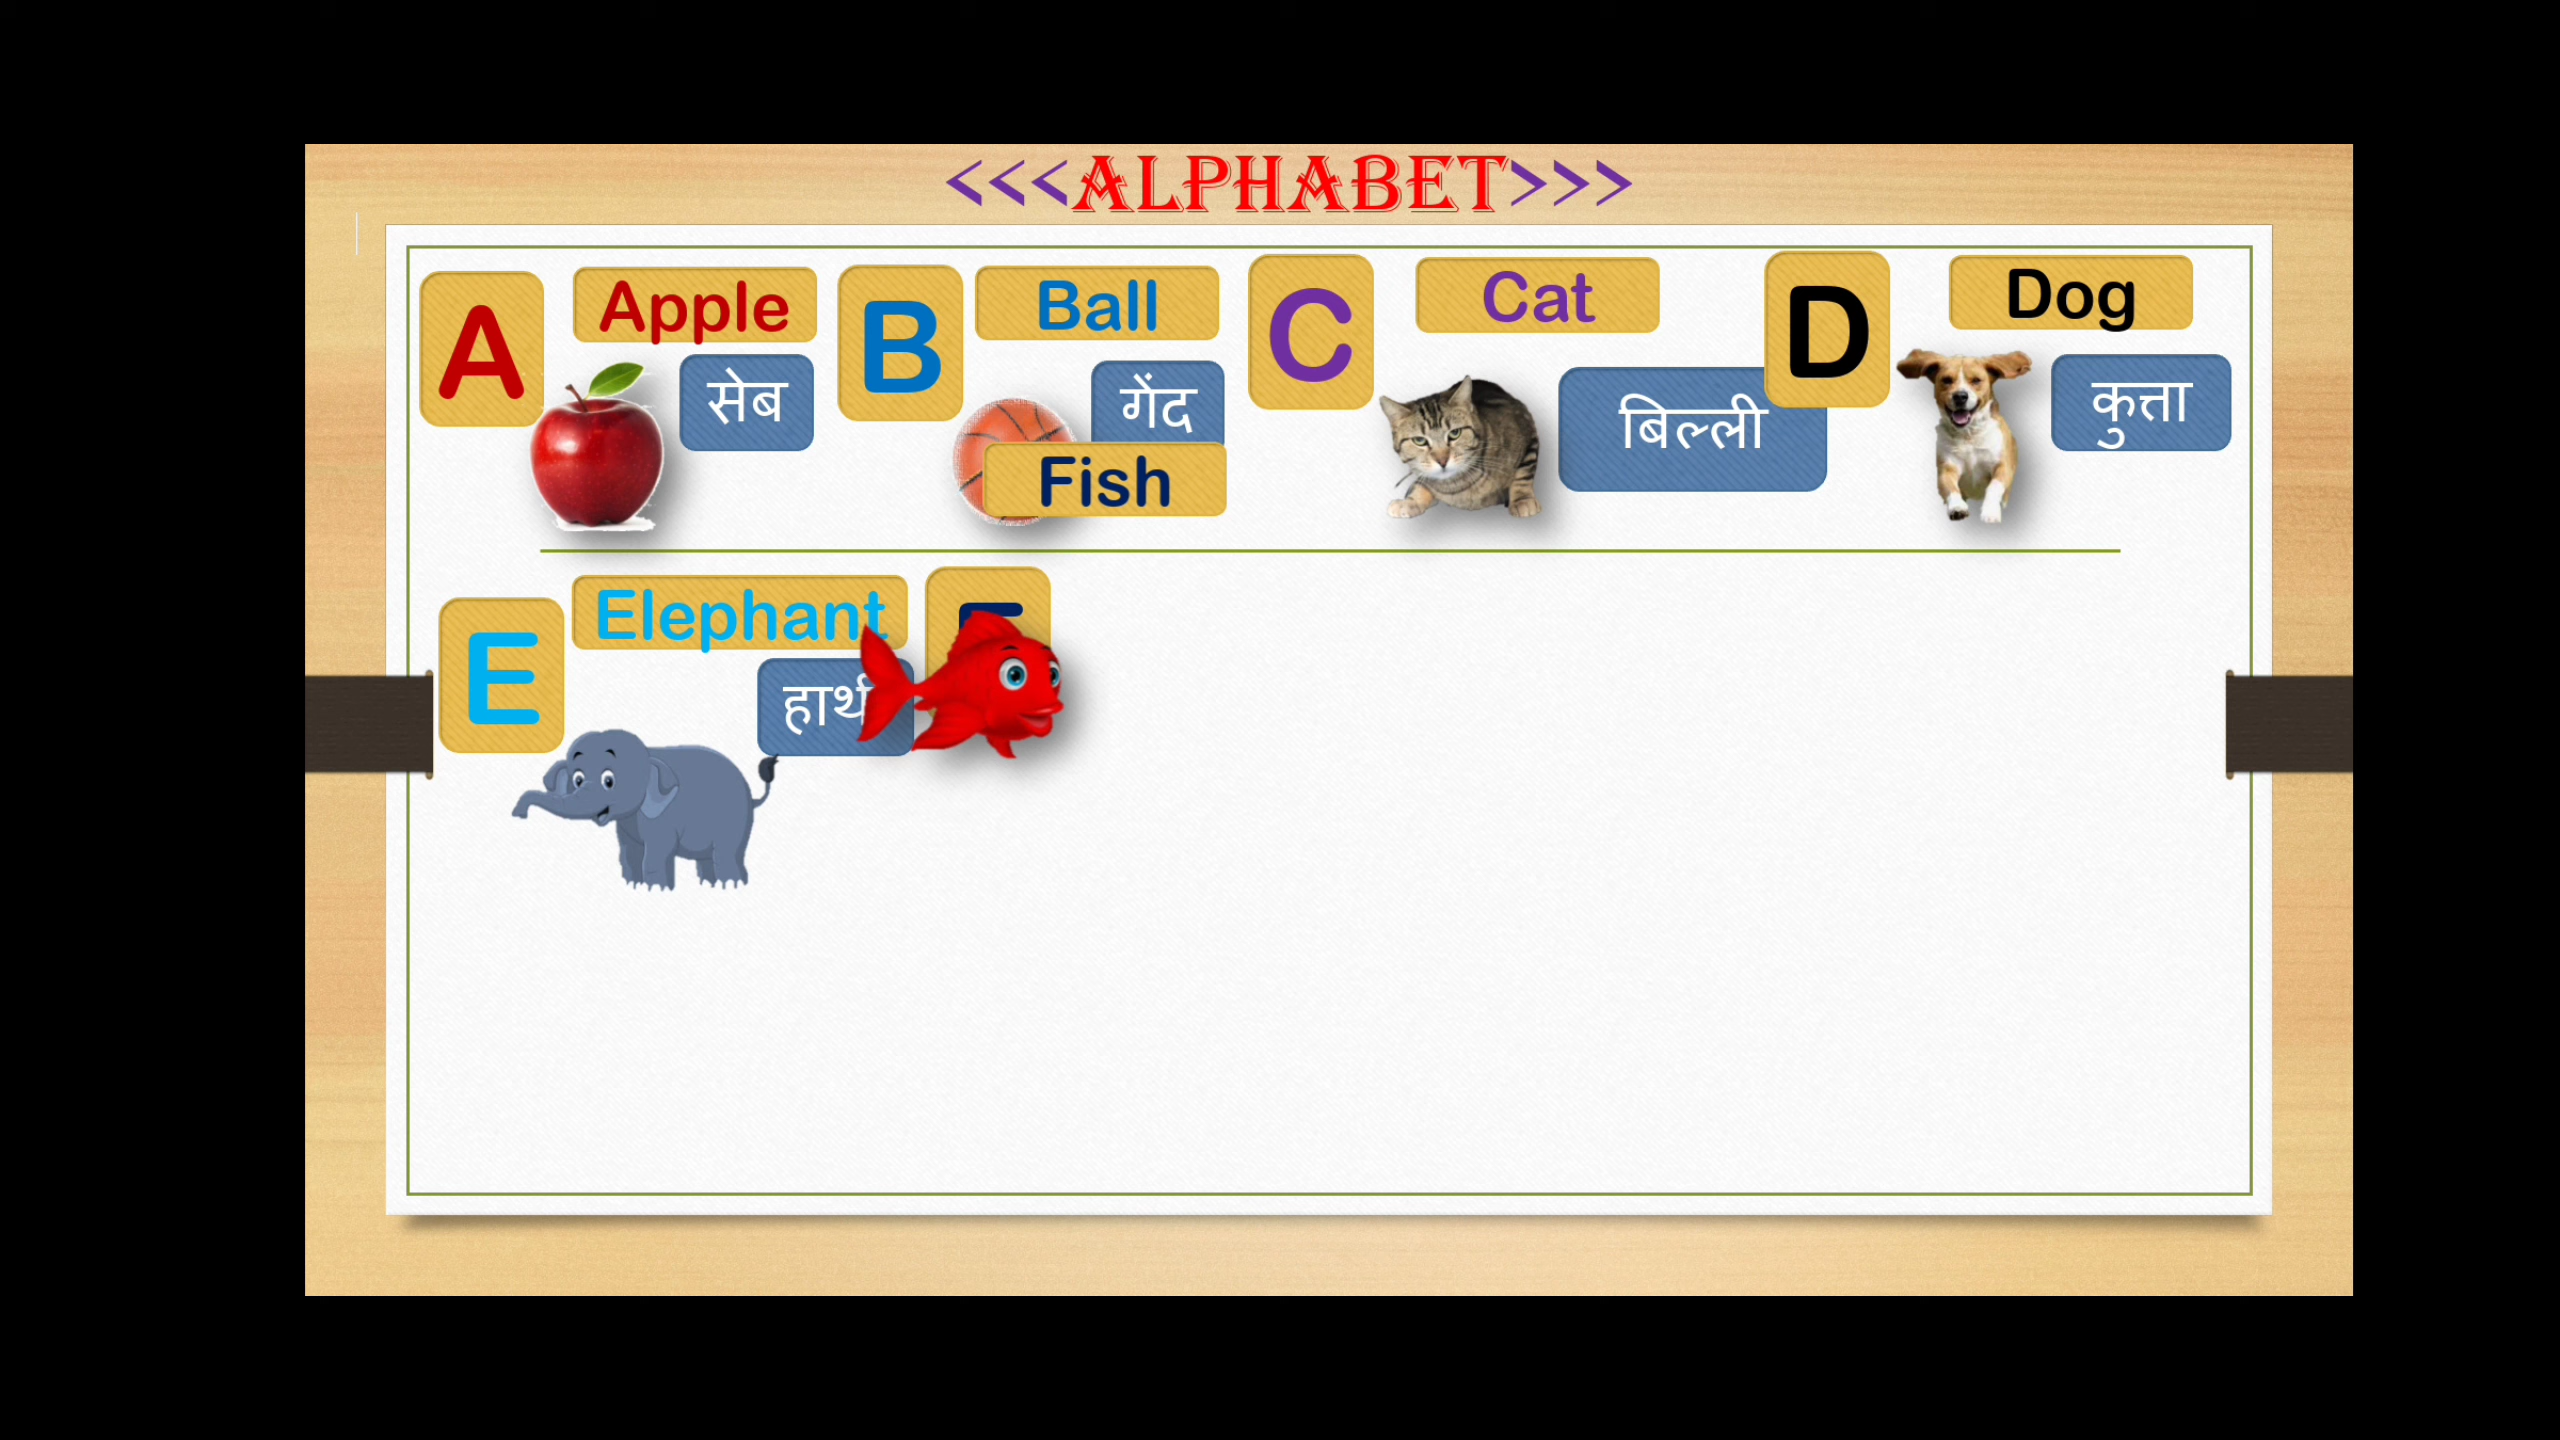 <<<ALPHABET>>>
A
Apple
सेब
B
Ball
गेंद
Fish
C
Cat
बिल्ली
D
Dog
कुत्ता
E
Elephant